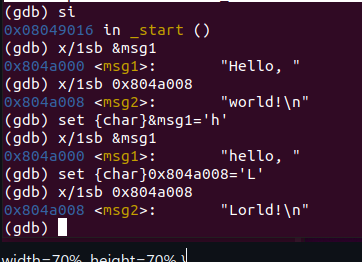 (gdb) si
0x08049016 in _start ()
(gdb) x/1sb &msg1
0x804a000 <msg1>: "Hello, "
(gdb) x/1sb 0x804a008
0x804a008 <msg2>: "world!\n"
(gdb) set {char}&msg1='h'
(gdb) x/1sb &msg1
0x804a000 <msg1>: "hello, "
(gdb) set {char}0x804a008='L'
(gdb) x/1sb 0x804a008
0x804a008 <msg2>: "Lorld!\n"
(gdb)
width=70%, height=70% }